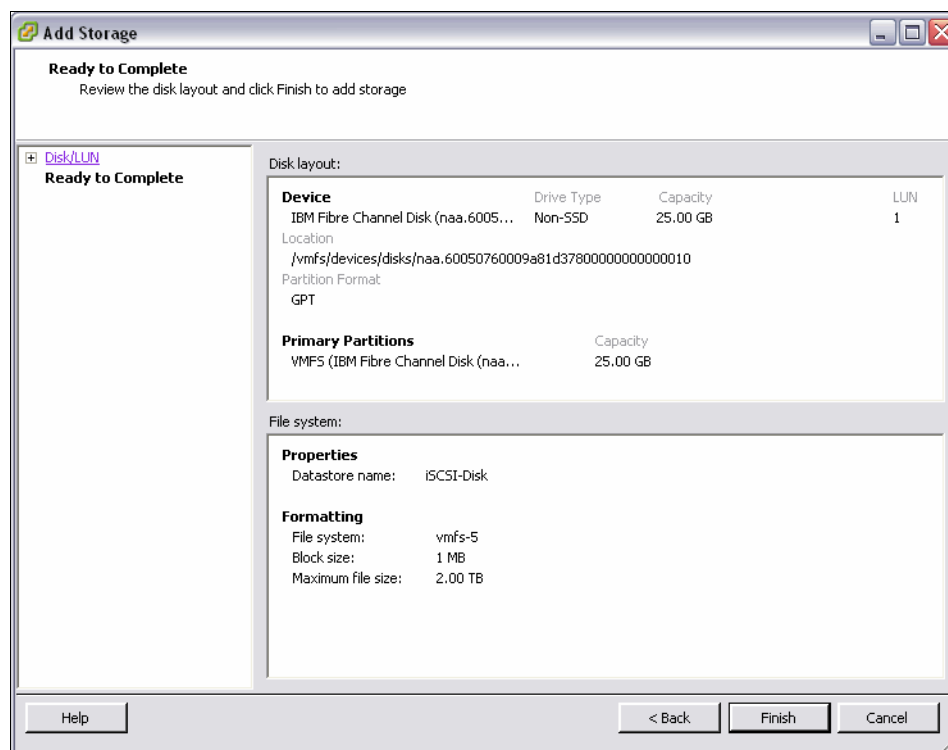 Add Storage
Ready to Complete
Review the disk layout and click Finish to add storage
Disk/LUN
Ready to Complete
Disk layout:
Device Drive Type Capacity LUN
IBM Fibre Channel Disk (naa.6005... Non-SSD 25.00 GB 1
Location
/vmfs/devices/disks/naa.60050760009a81d37800000000000010
Partition Format
GPT
Primary Partitions Capacity
VMFS (IBM Fibre Channel Disk (naa... 25.00 GB
File system:
Properties
Datastore name: iSCSI-Disk
Formatting
File system: vmfs-5
Block size: 1 MB
Maximum file size: 2.00 TB
Help < Back Finish Cancel